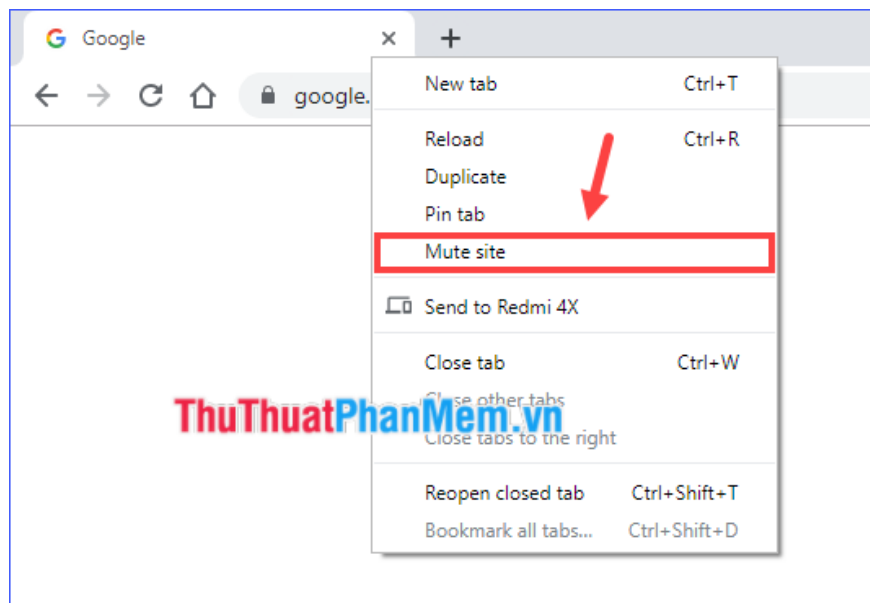 Google
google.
New tab Ctrl+T
Reload Ctrl+R
Duplicate
Pin tab
Mute site
Send to Redmi 4X
Close tab Ctrl+W
Close other tabs
ThuThuatPhanMem.vn
Close tabs to the right
Reopen closed tab Ctrl+Shift+T
Bookmark all tabs... Ctrl+Shift+D